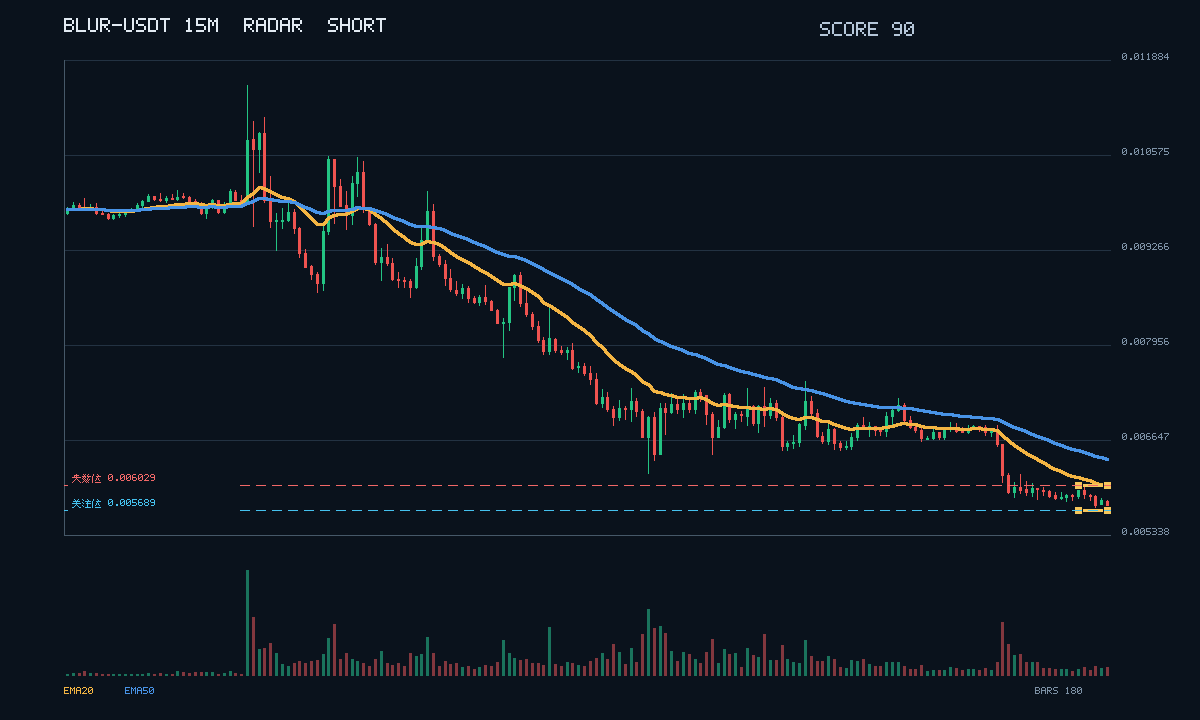 BLUR-USDT 15M  RADAR  SHORT
SCORE 90
0.011884
0.010575
0.009266
0.007956
0.006647
失效位 0.006029
关注位 0.005689
0.005338
EMA20 EMA50
BARS 180